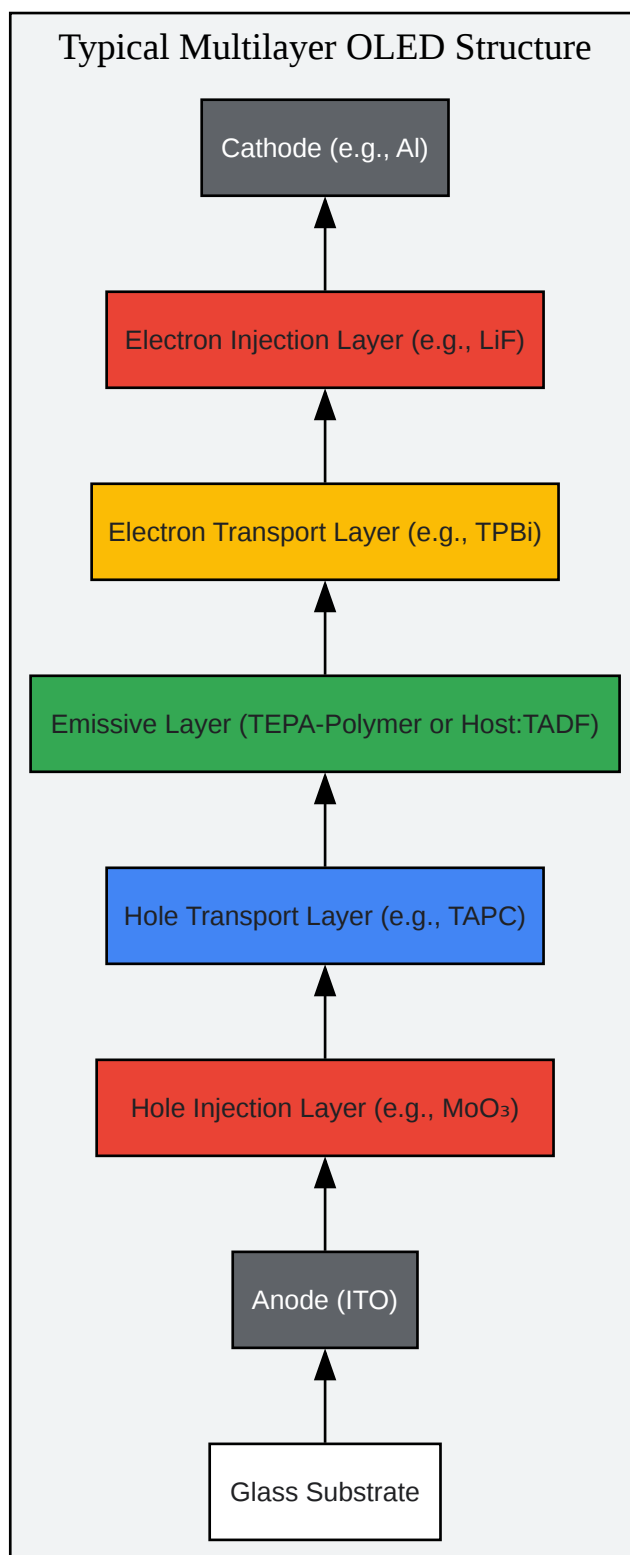 Typical Multilayer OLED Structure
Cathode (e.g., Al)
Electron Injection Layer (e.g., LiF)
Electron Transport Layer (e.g., TPBi)
Emissive Layer (TEPA-Polymer or Host:TADF)
Hole Transport Layer (e.g., TAPC)
Hole Injection Layer (e.g., MoO₃)
Anode (ITO)
Glass Substrate